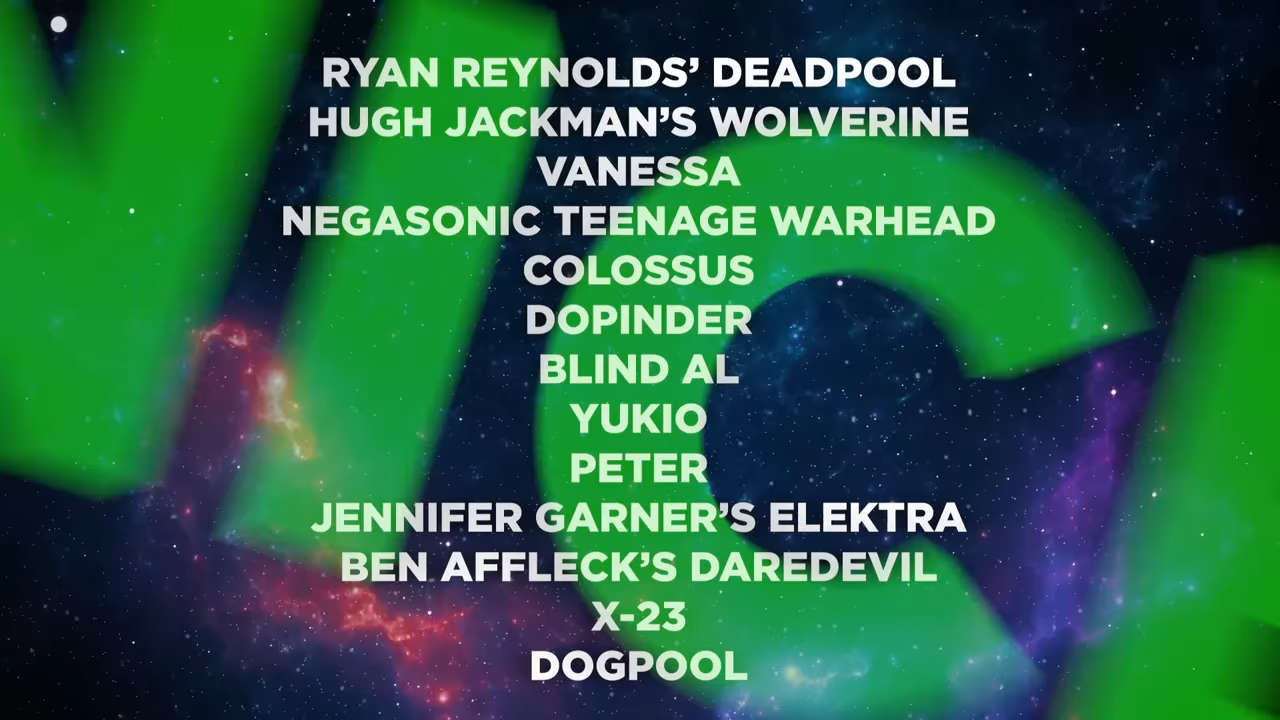 RYAN REYNOLDS’ DEADPOOL
HUGH JACKMAN’S WOLVERINE
VANESSA
NEGASONIC TEENAGE WARHEAD
COLOSSUS
DOPINDER
BLIND AL
YUKIO
PETER
JENNIFER GARNER’S ELEKTRA
BEN AFFLECK’S DAREDEVIL
X-23
DOGPOOL